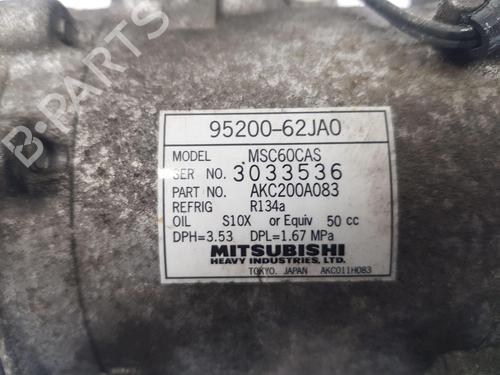 B-PARTS
95200-62JA0
MODEL MSC60CAS
SER NO. 3033536
PART NO. AKC200A083
REFRIG R134a
OIL S10X or Equiv 50 cc
DPH=3.53 DPL=1.67 MPa
MITSUBISHI
HEAVY INDUSTRIES, LTD.
TOKYO. JAPAN AKC011H083